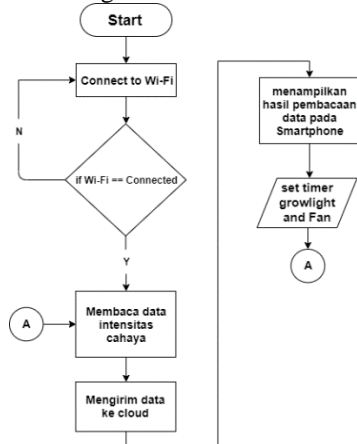 Start
Connect to Wi-Fi
N
if Wi-Fi == Connected
Y
A
Membaca data
intensitas
cahaya
Mengirim data
ke cloud
menampilkan
hasil pembacaan
data pada
Smartphone
set timer
growlight
and Fan
A